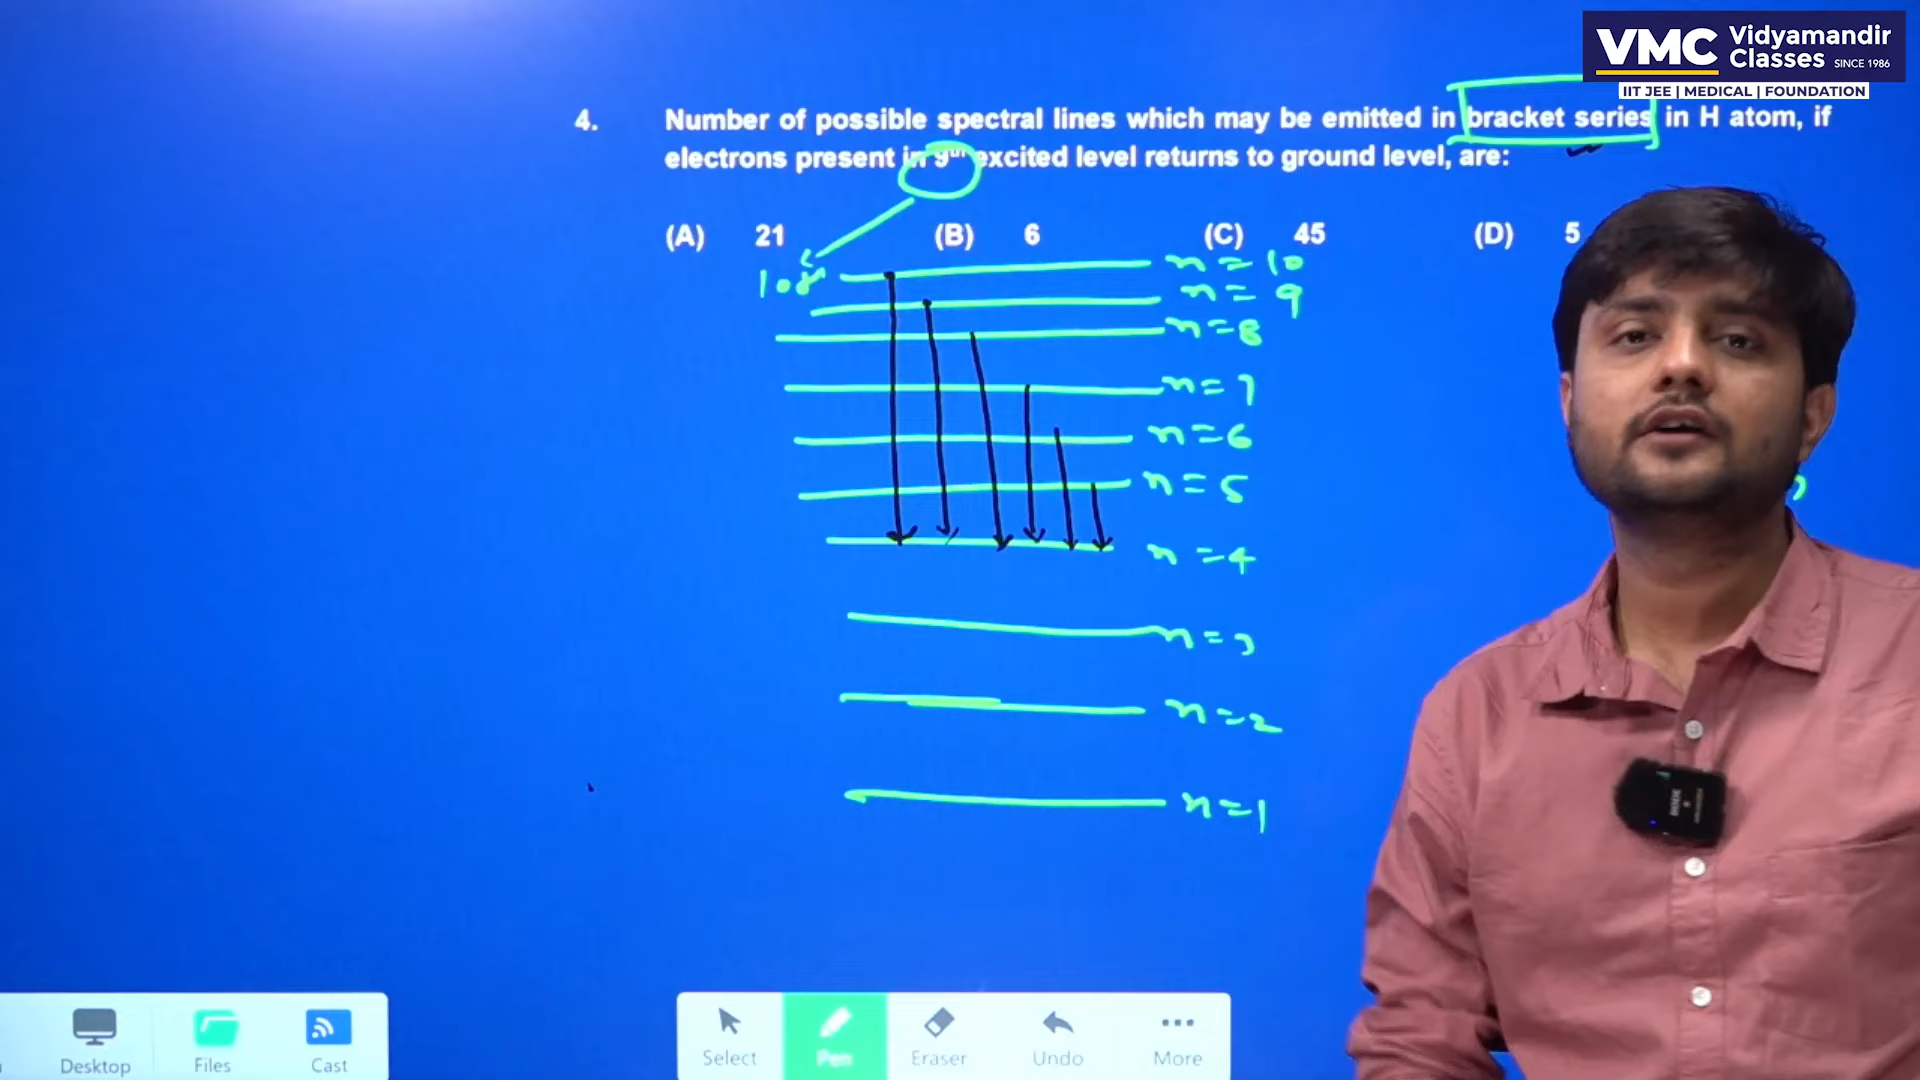 VMC Vidyamandir Classes SINCE 1986
IIT JEE | MEDICAL | FOUNDATION
4. Number of possible spectral lines which may be emitted in bracket series in H atom, if
electrons present in 9th excited level returns to ground level, are:
(A) 21 (B) 6 (C) 45 (D) 5
10th
n = 10
n = 9
n = 8
n = 7
n = 6
n = 5
n = 4
n = 3
n = 2
n = 1
Desktop Files Cast Select Pen Eraser Undo More